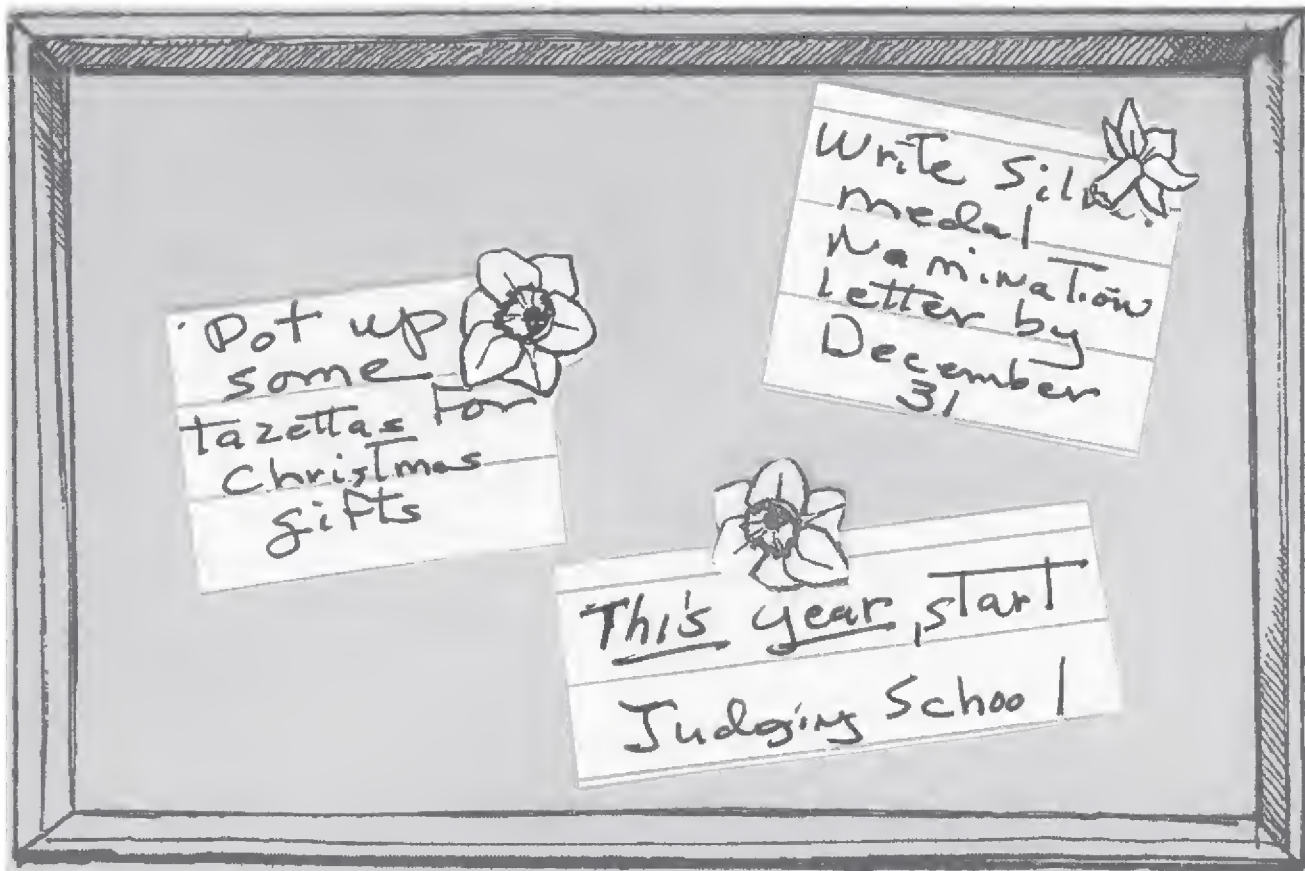 Pot up
some
tazettas for
Christmas
gifts
Write
medal
Nomination
letter by
December
31
This year, start
Judging School